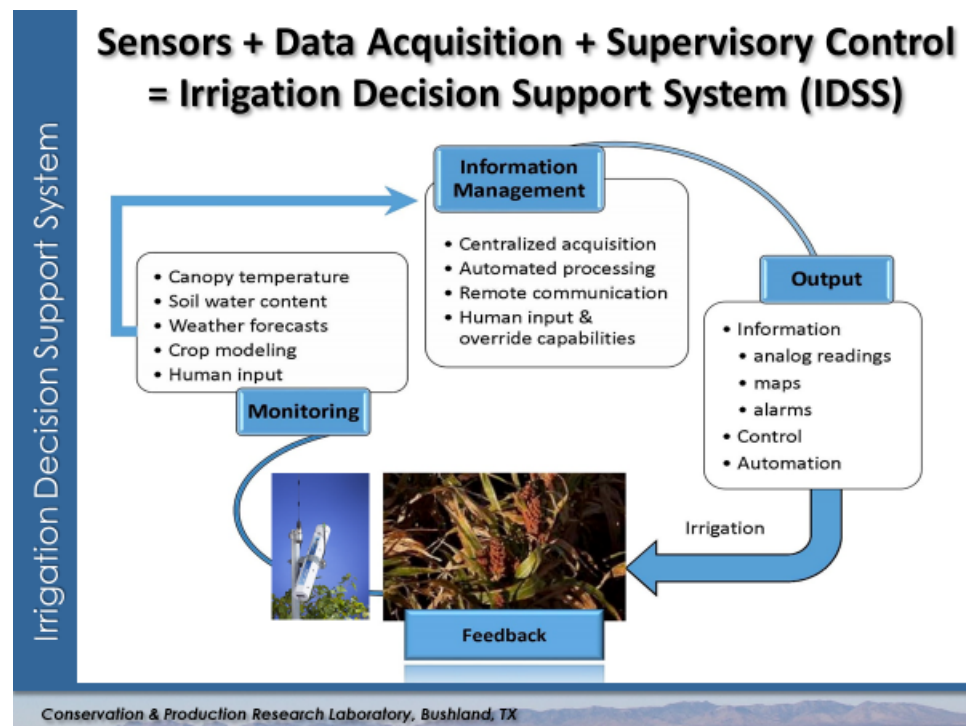 Sensors + Data Acquisition + Supervisory Control
= Irrigation Decision Support System (IDSS)
Irrigation Decision Support System
Information
Management
• Centralized acquisition
• Automated processing
• Remote communication
• Human input &
override capabilities
Output
• Information
• analog readings
• maps
• alarms
• Control
• Automation
• Canopy temperature
• Soil water content
• Weather forecasts
• Crop modeling
• Human input
Monitoring
Irrigation
Feedback
Conservation & Production Research Laboratory, Bushland, TX